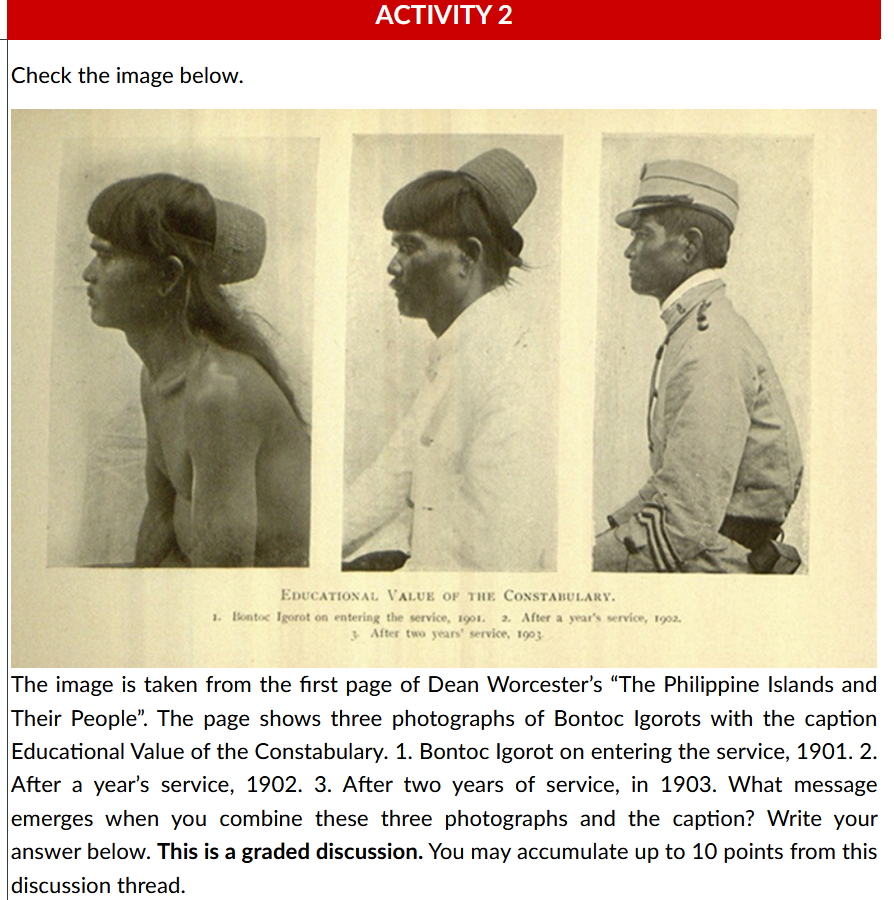 ACTIVITY 2
Check the image below.
EDUCATIONAL VALUE OF THE CONSTABULARY.
1. Bontoc Igorot on entering the service, 1901. 2. After a year's service, 1902.
3. After two years' service, 1903.
The image is taken from the first page of Dean Worcester's “The Philippine Islands and
Their People”. The page shows three photographs of Bontoc Igorots with the caption
Educational Value of the Constabulary. 1. Bontoc Igorot on entering the service, 1901. 2.
After a year's service, 1902. 3. After two years of service, in 1903. What message
emerges when you combine these three photographs and the caption? Write your
answer below. This is a graded discussion. You may accumulate up to 10 points from this
discussion thread.